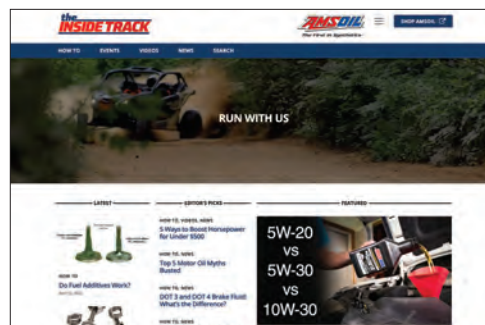 the
INSIDE TRACK
AMSOIL
The First in Synthetics
SHOP AMSOIL
HOW TO EVENTS VIDEOS NEWS SEARCH
RUN WITH US
LATEST
HOW TO
Do Fuel Additives Work?
EDITOR'S PICKS
HOW TO, VIDEOS, NEWS
5 Ways to Boost Horsepower
for Under $500
HOW TO, NEWS
Top 5 Motor Oil Myths
Busted
HOW TO, NEWS
DOT 3 and DOT 4 Brake Fluid:
What's the Difference?
HOW TO, NEWS
FEATURED
5W-20
vs
5W-30
vs
10W-30